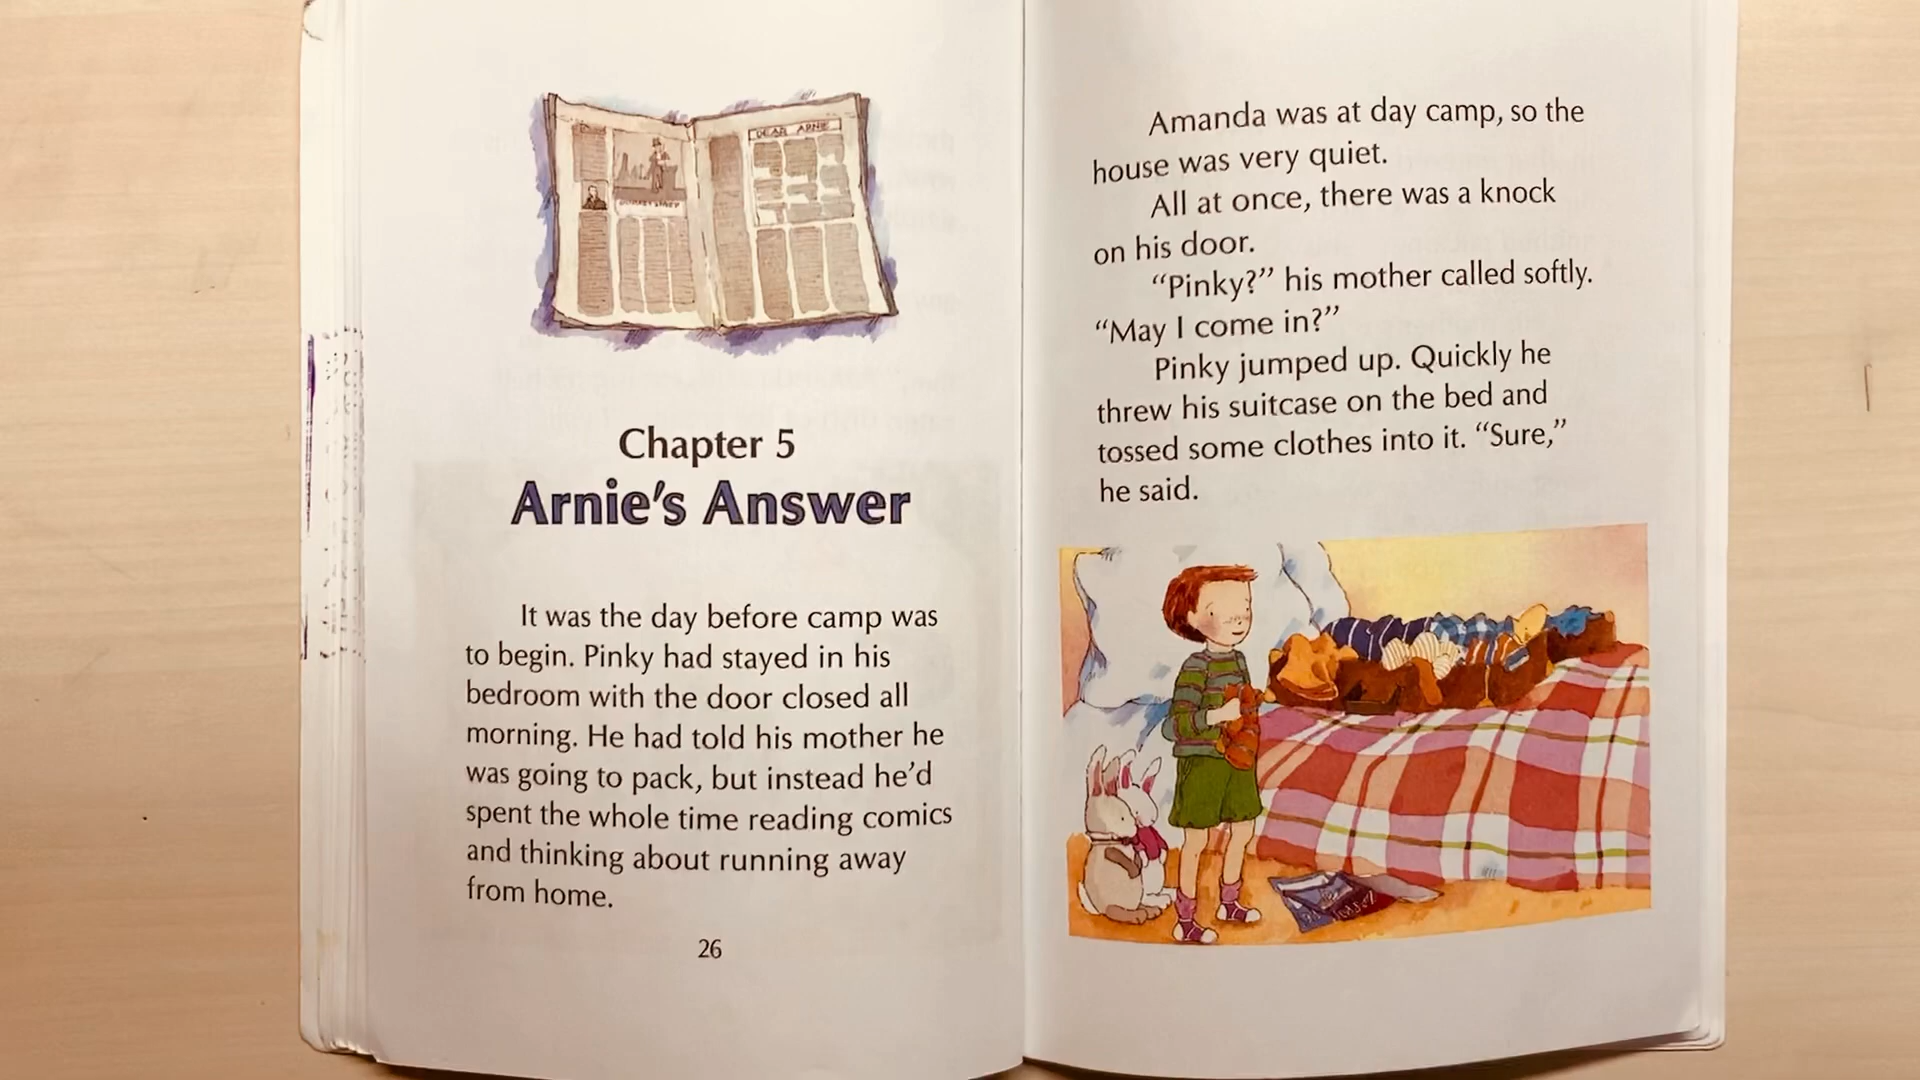 DEAR ARNIE
Chapter 5
Arnie's Answer
It was the day before camp was
to begin. Pinky had stayed in his
bedroom with the door closed all
morning. He had told his mother he
was going to pack, but instead he'd
spent the whole time reading comics
and thinking about running away
from home.
26
Amanda was at day camp, so the
house was very quiet.
All at once, there was a knock
on his door.
“Pinky?” his mother called softly.
“May I come in?”
Pinky jumped up. Quickly he
threw his suitcase on the bed and
tossed some clothes into it. “Sure,”
he said.